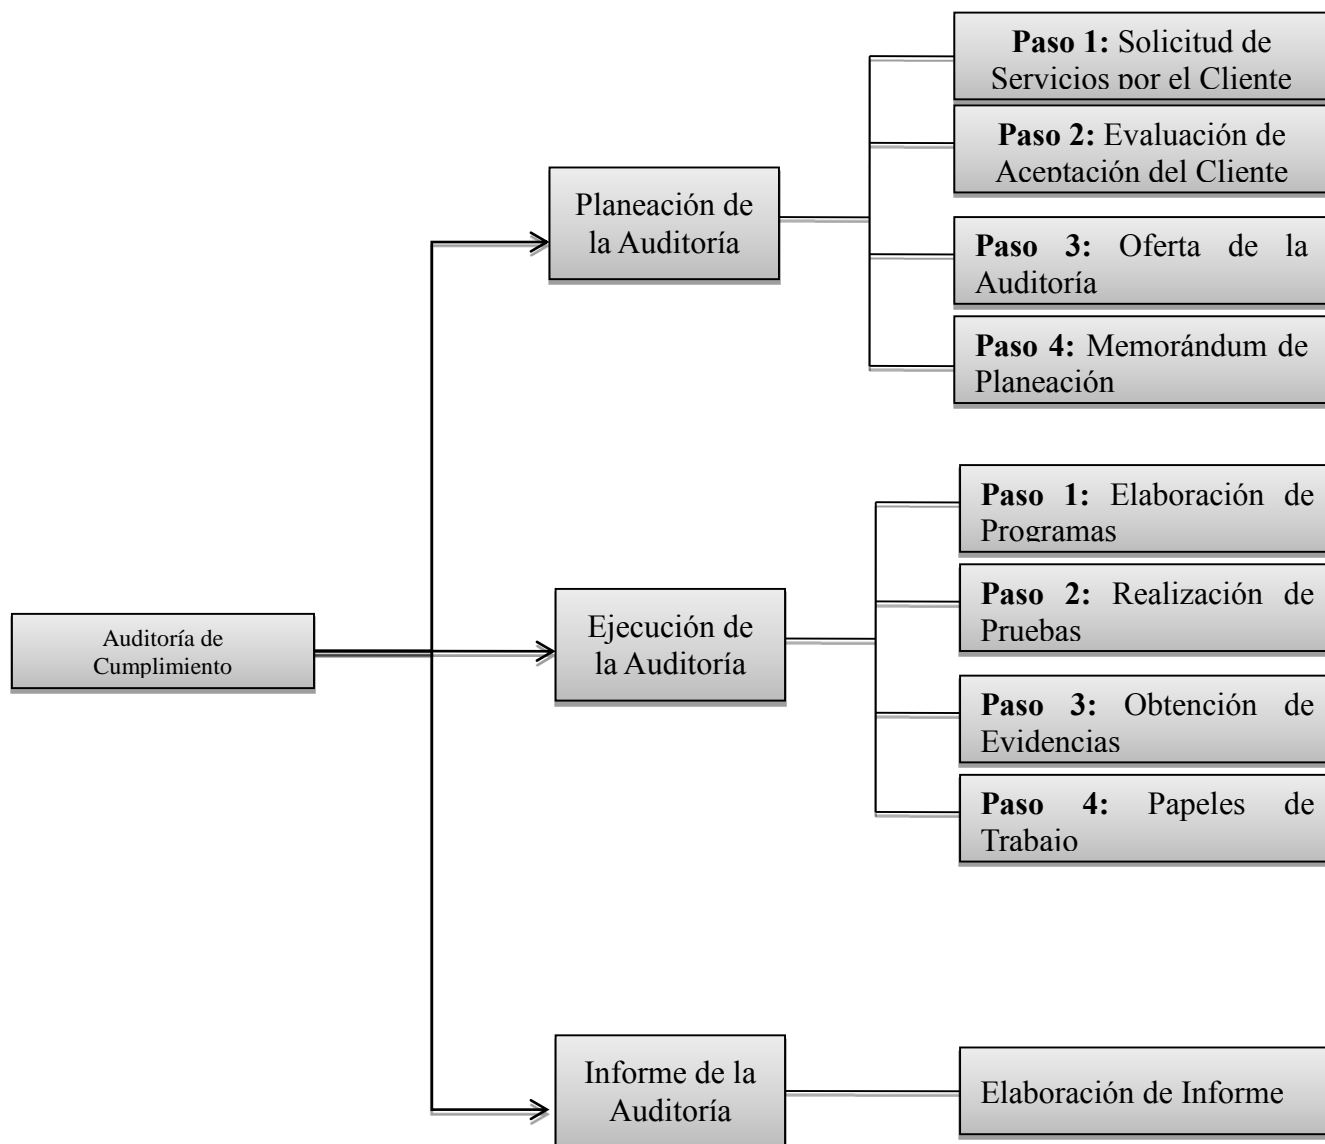 Paso 1: Solicitud de
Servicios por el Cliente
Paso 2: Evaluación de
Aceptación del Cliente
Planeación de
la Auditoría
Paso 3: Oferta de la
Auditoría
Paso 4: Memorándum de
Planeación
Paso 1: Elaboración de
Programas
Paso 2: Realización de
Pruebas
Ejecución de
la Auditoría
Auditoría de
Cumplimiento
Paso 3: Obtención de
Evidencias
Paso 4: Papeles de
Trabajo
Informe de la
Auditoría
Elaboración de Informe